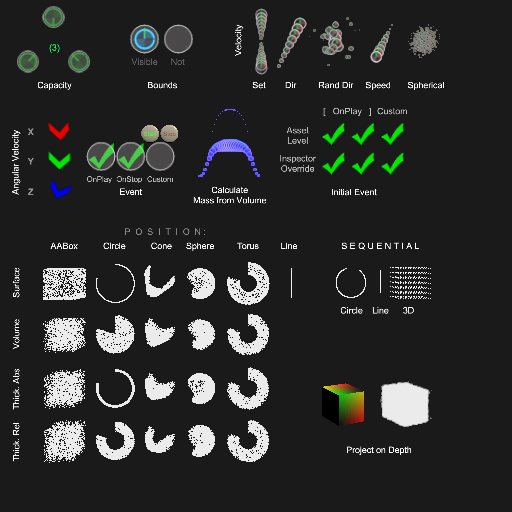 (3)
Capacity
Visible Not
Bounds
Velocity
Set Dir Rand Dir Speed Spherical
Angular Velocity
X
Y
Z
OnPlay OnStop Custom
Event
Calculate
Mass from Volume
[ OnPlay ] Custom
Asset
Level
Inspector
Override
Initial Event
POSITION:
AABox Circle Cone Sphere Torus Line
Surface
Volume
Thick. Abs
Thick. Rel
SEQUENTIAL
Circle Line 3D
Project on Depth